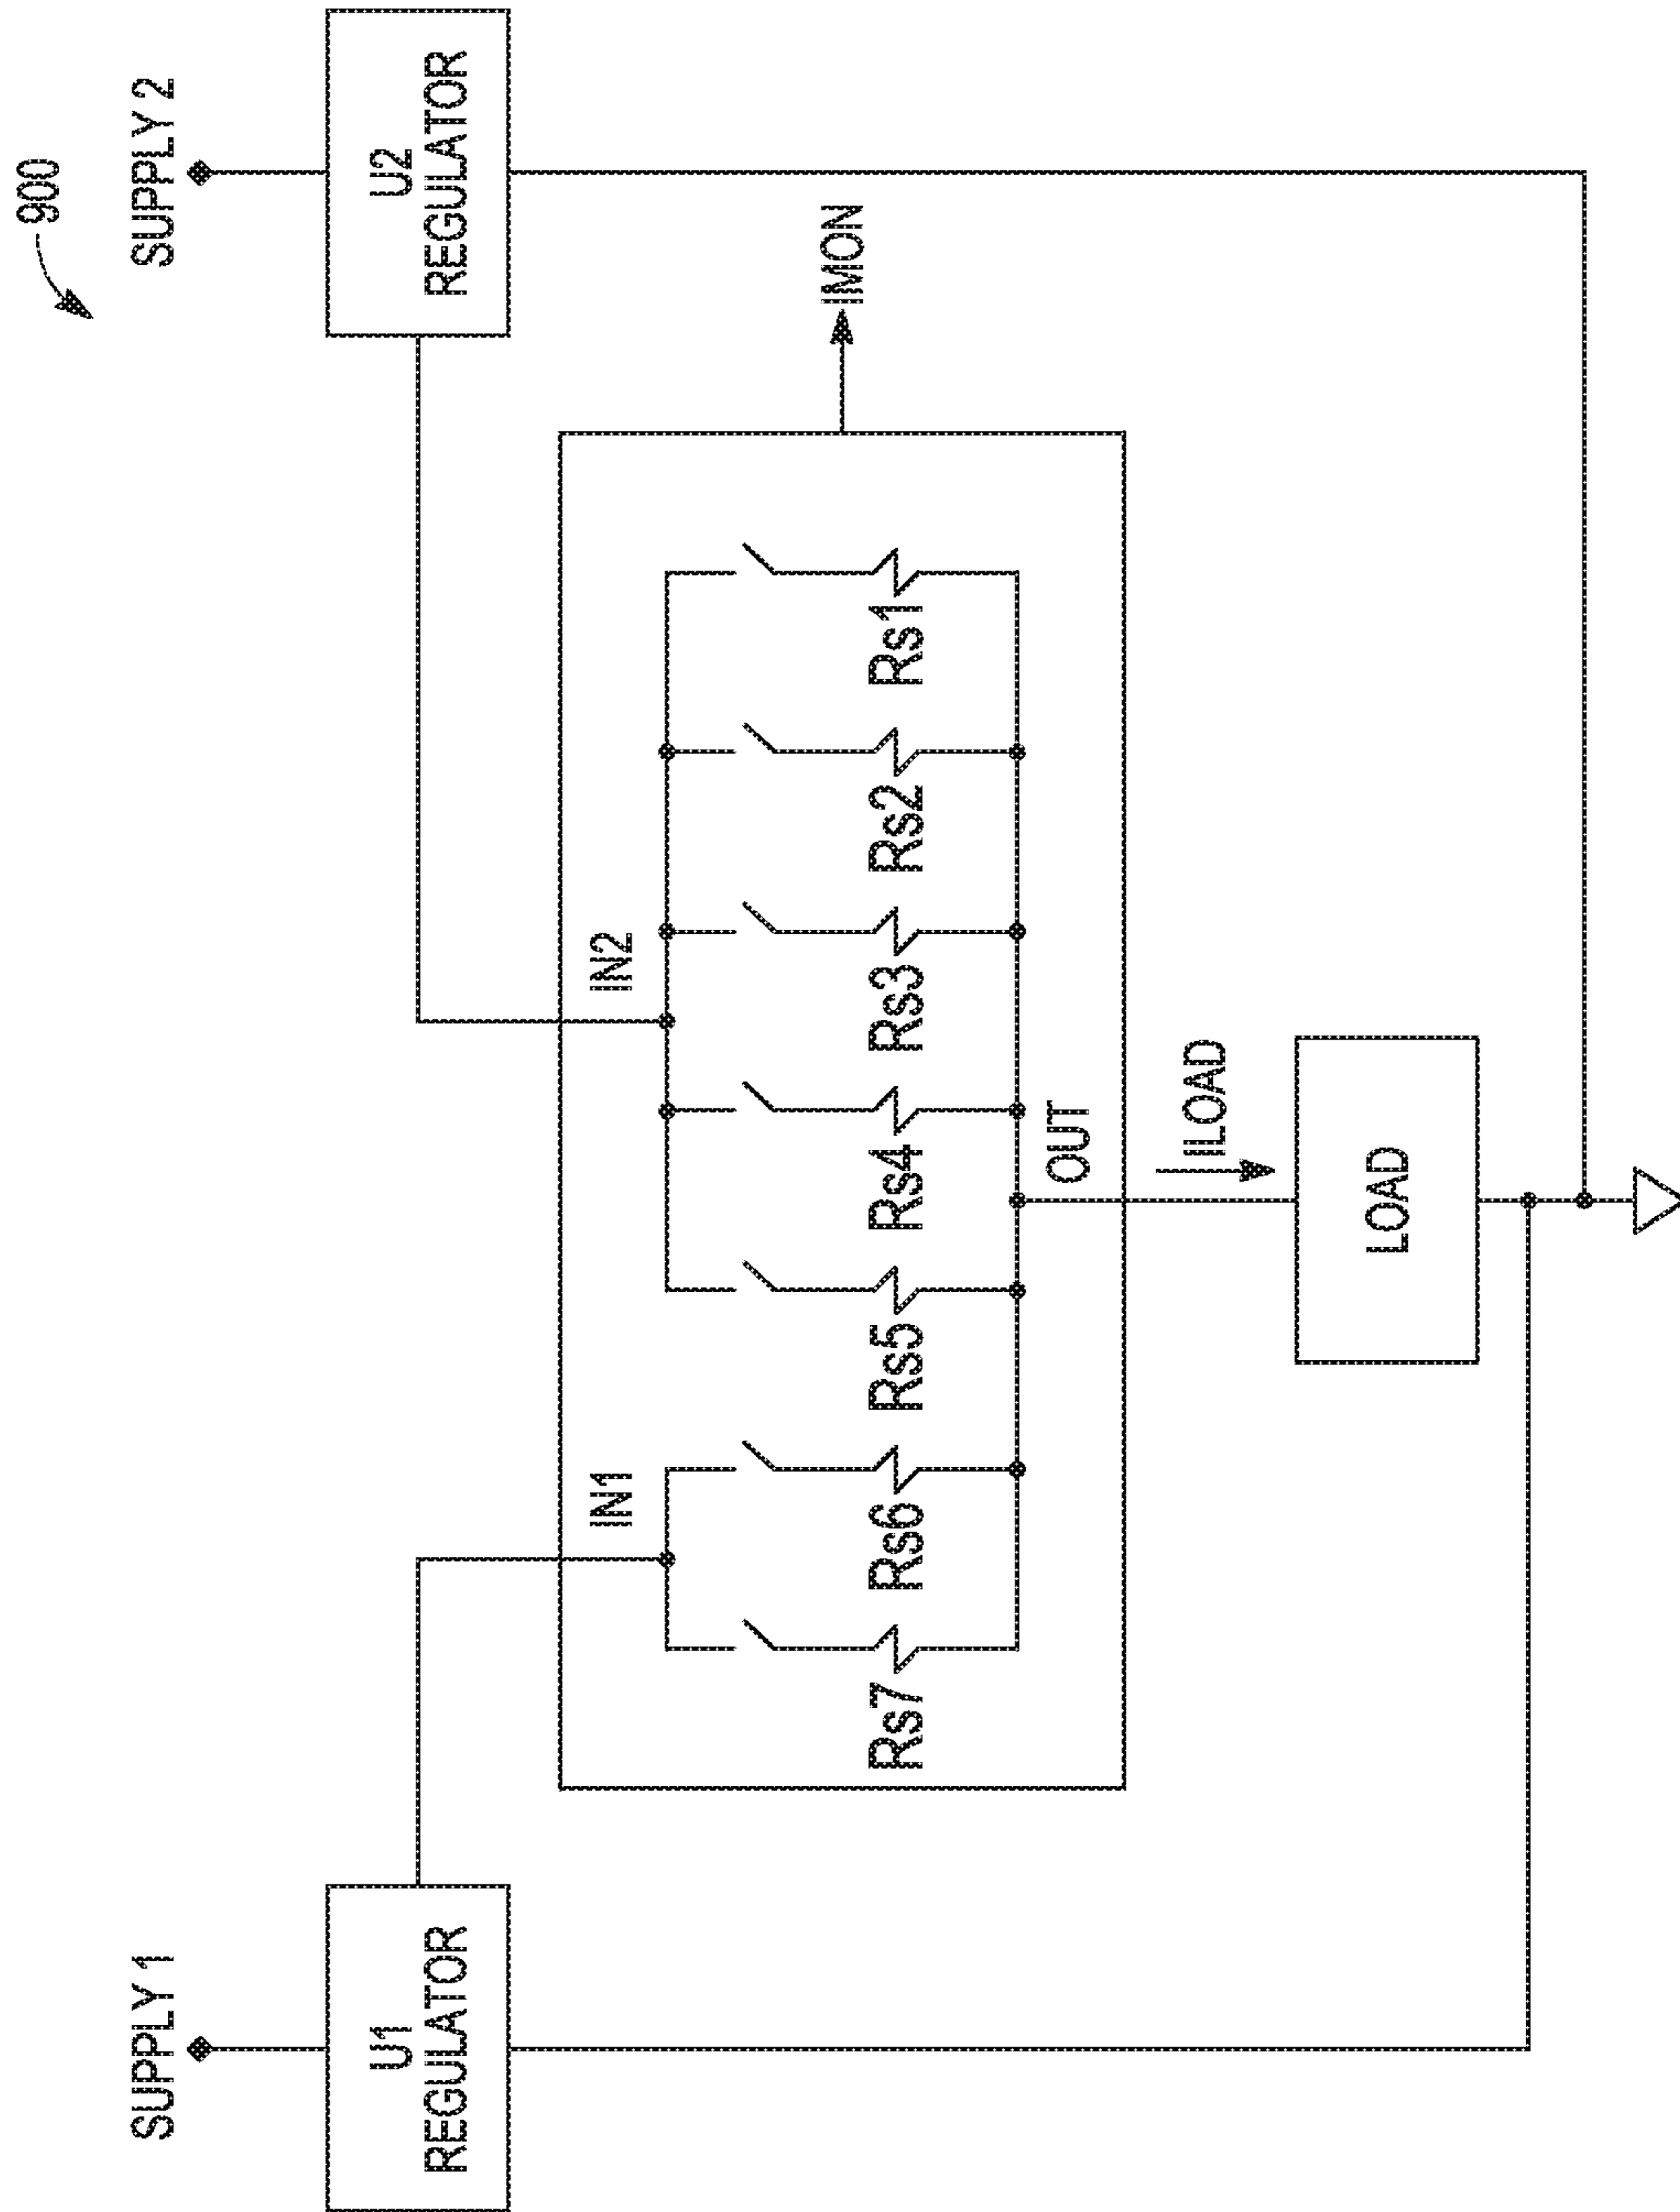 900
SUPPLY 1
SUPPLY 2
U1
REGULATOR
U2
REGULATOR
IN1
IN2
IMON
Rs7
Rs6
Rs5
Rs4
Rs3
Rs2
Rs1
OUT
ILOAD
LOAD